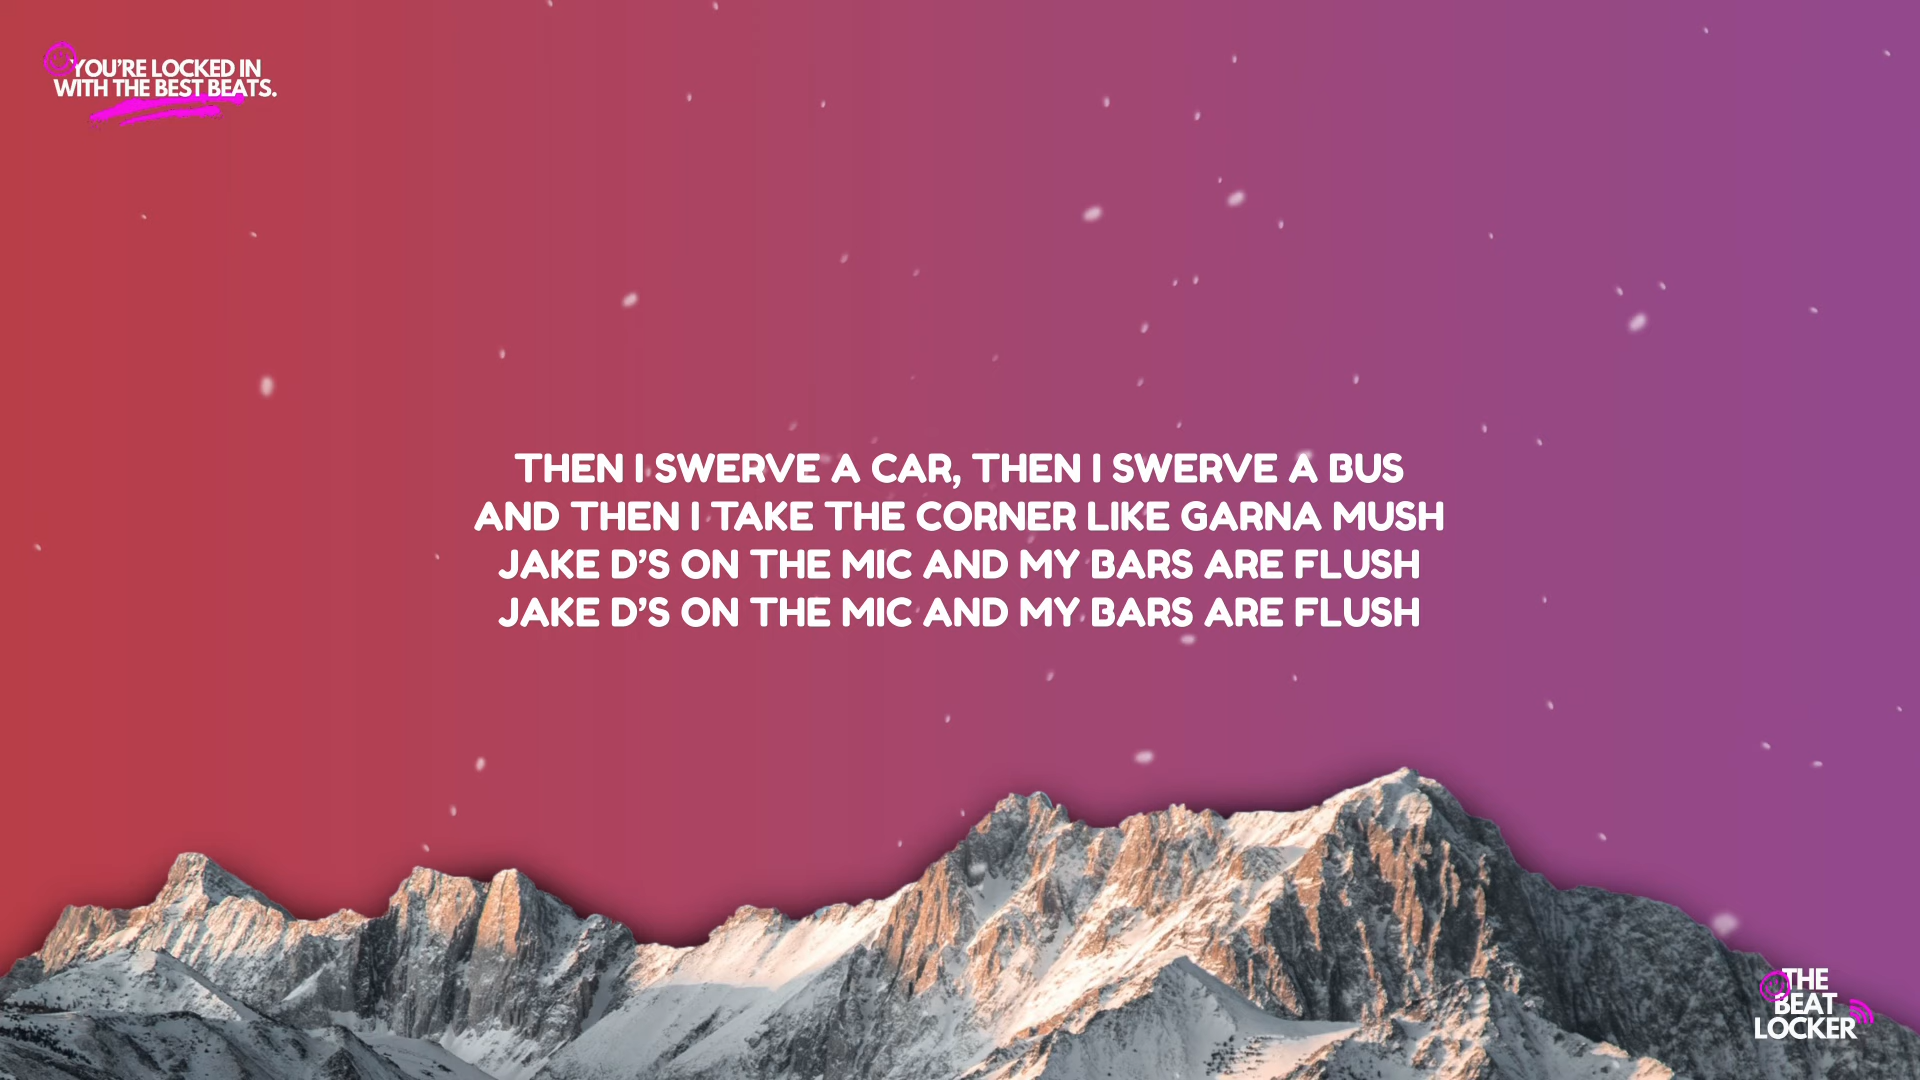 YOU'RE LOCKED IN
WITH THE BEST BEATS.
THEN I SWERVE A CAR, THEN I SWERVE A BUS
AND THEN I TAKE THE CORNER LIKE GARNA MUSH
JAKE D'S ON THE MIC AND MY BARS ARE FLUSH
JAKE D'S ON THE MIC AND MY BARS ARE FLUSH
THE
BEAT
LOCKER